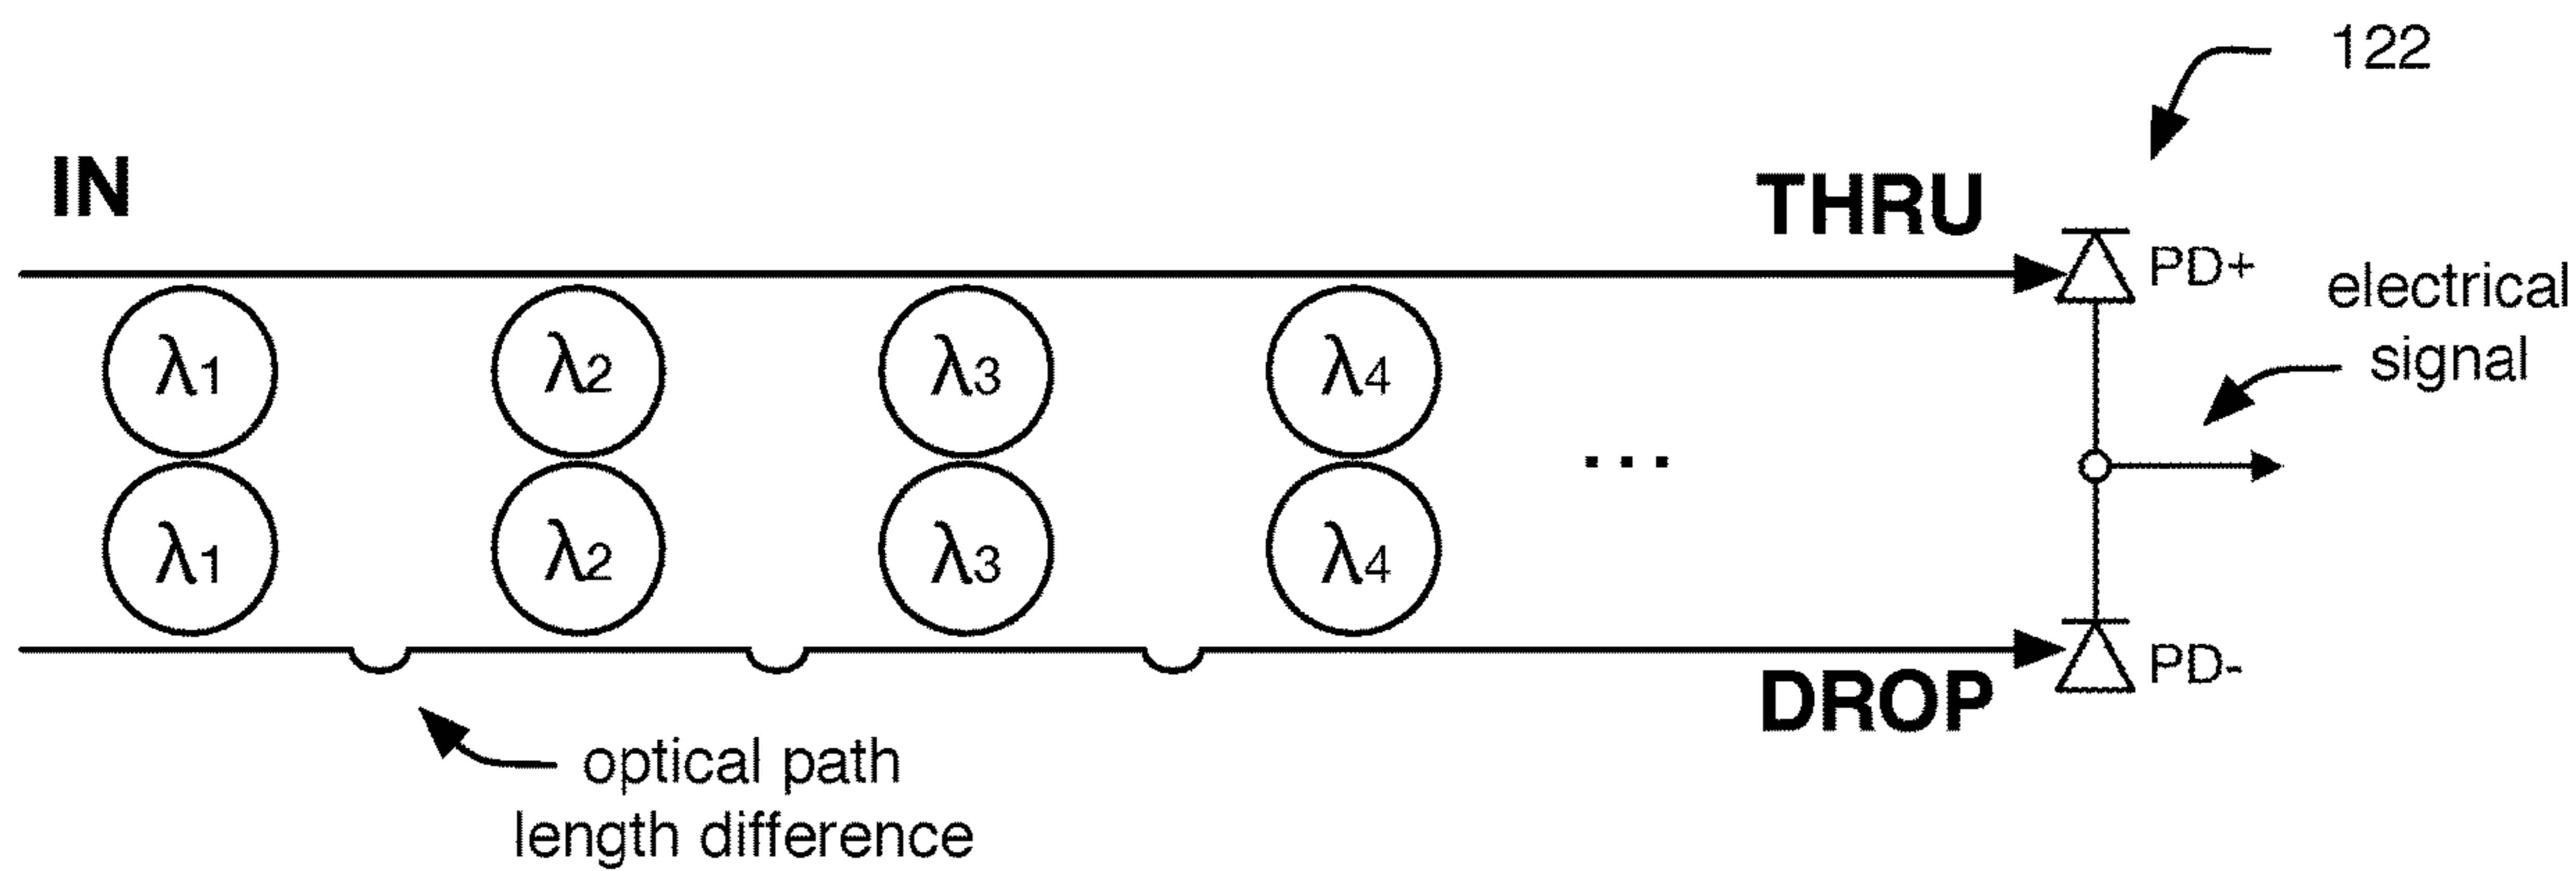 122
IN
THRU
PD+
electrical
signal
λ1 λ2 λ3 λ4
...
λ1 λ2 λ3 λ4
PD-
DROP
optical path
length difference